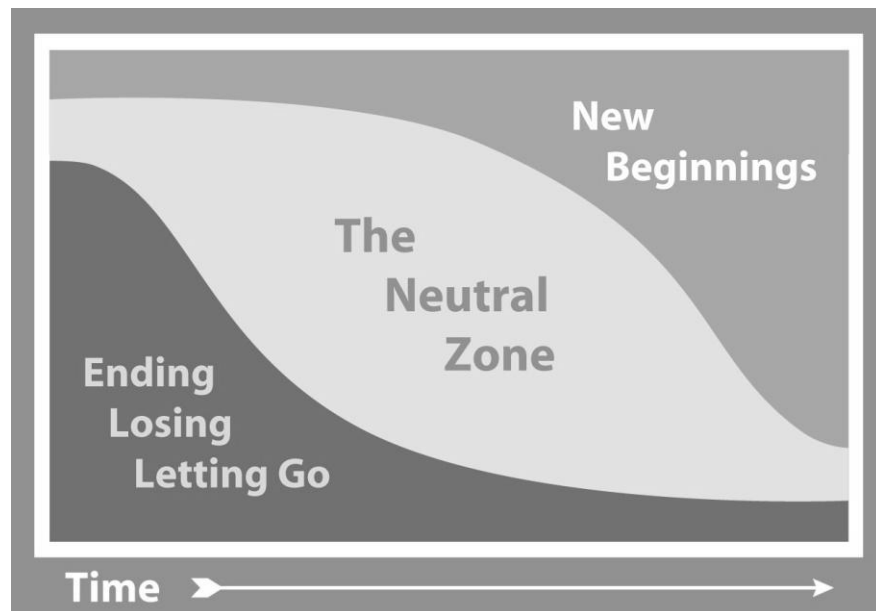 New
Beginnings
The
Neutral
Zone
Ending
Losing
Letting Go
Time